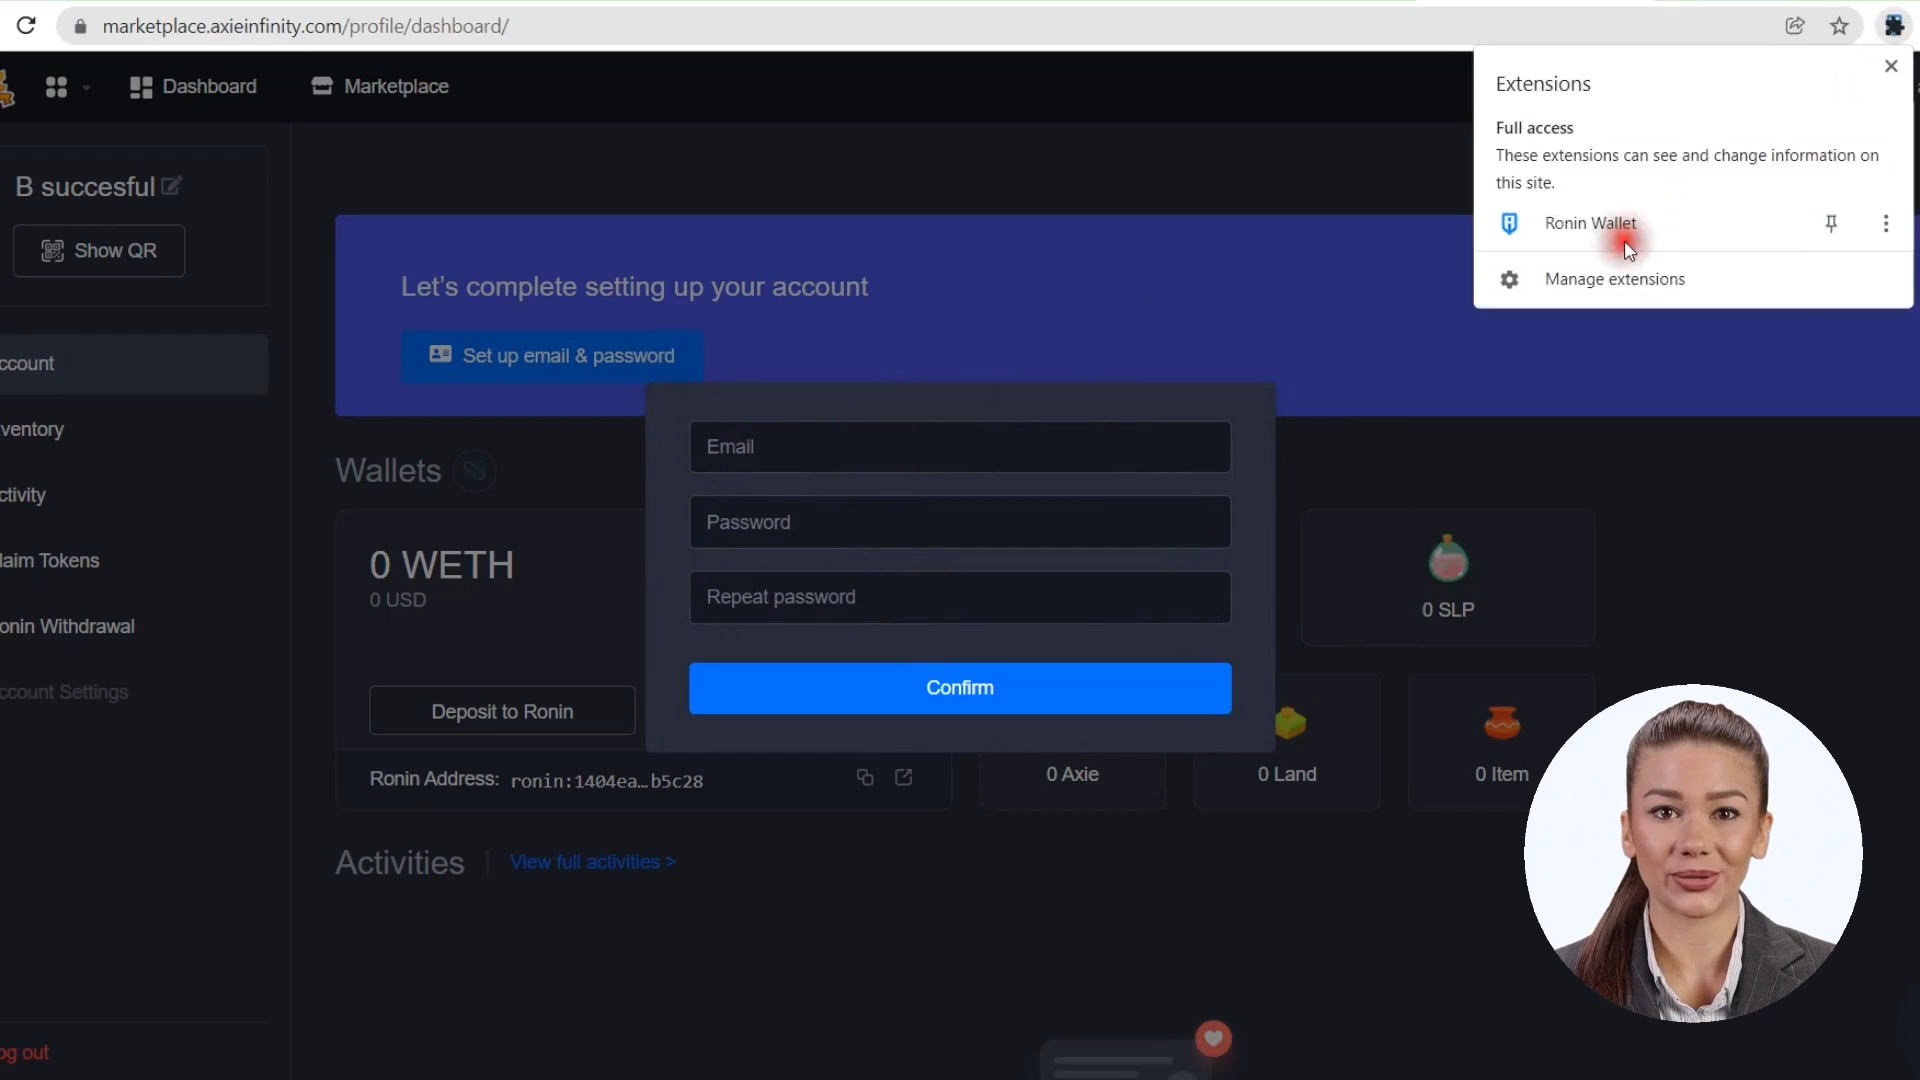 marketplace.axieinfinity.com/profile/dashboard/
Dashboard
Marketplace
Extensions
Full access
These extensions can see and change information on
this site.
Ronin Wallet
Manage extensions
B succesful
Show QR
Let's complete setting up your account
Set up email & password
ccount
ventory
ctivity
laim Tokens
onin Withdrawal
ccount Settings
og out
Wallets
0 WETH
0 USD
Deposit to Ronin
Ronin Address: ronin:1404ea…b5c28
Email
Password
Repeat password
Confirm
0 SLP
0 Axie
0 Land
0 Item
Activities
View full activities >